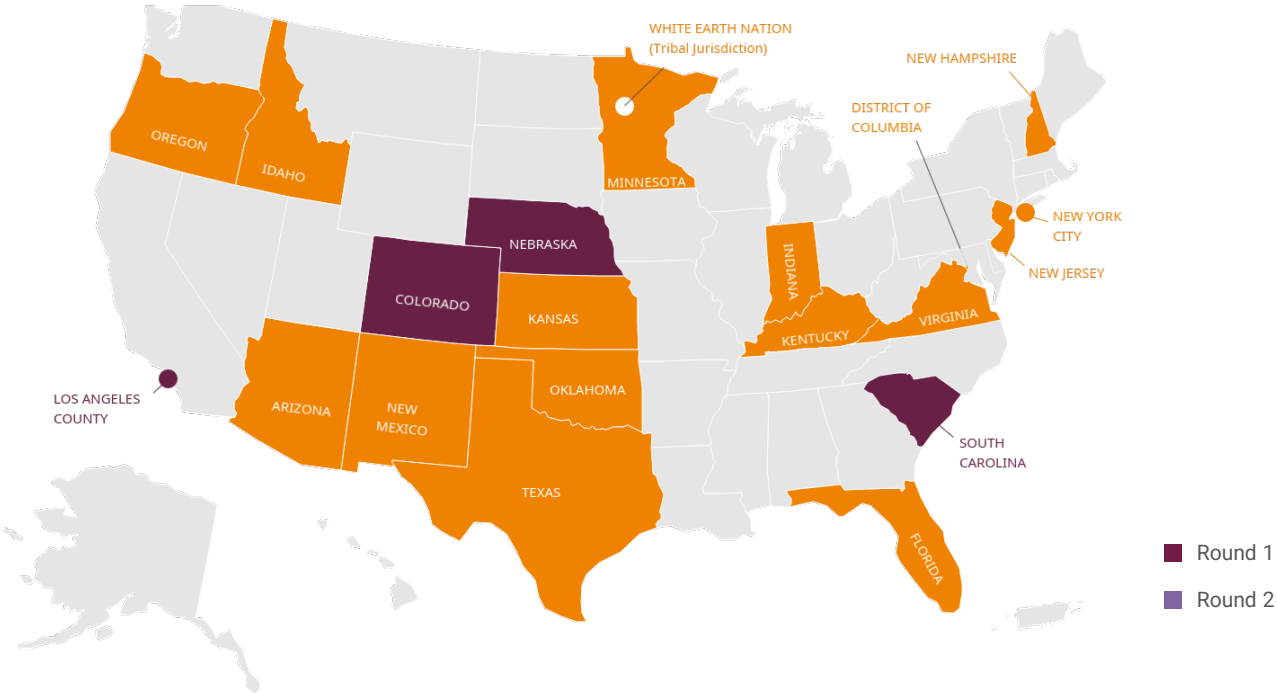 WHITE EARTH NATION
(Tribal Jurisdiction)
NEW HAMPSHIRE
DISTRICT OF
COLUMBIA
OREGON
IDAHO
MINNESOTA
NEW YORK
CITY
NEBRASKA
INDIANA
NEW JERSEY
COLORADO
KANSAS
VIRGINIA
KENTUCKY
LOS ANGELES
COUNTY
OKLAHOMA
ARIZONA
NEW
MEXICO
SOUTH
CAROLINA
TEXAS
FLORIDA
Round 1
Round 2